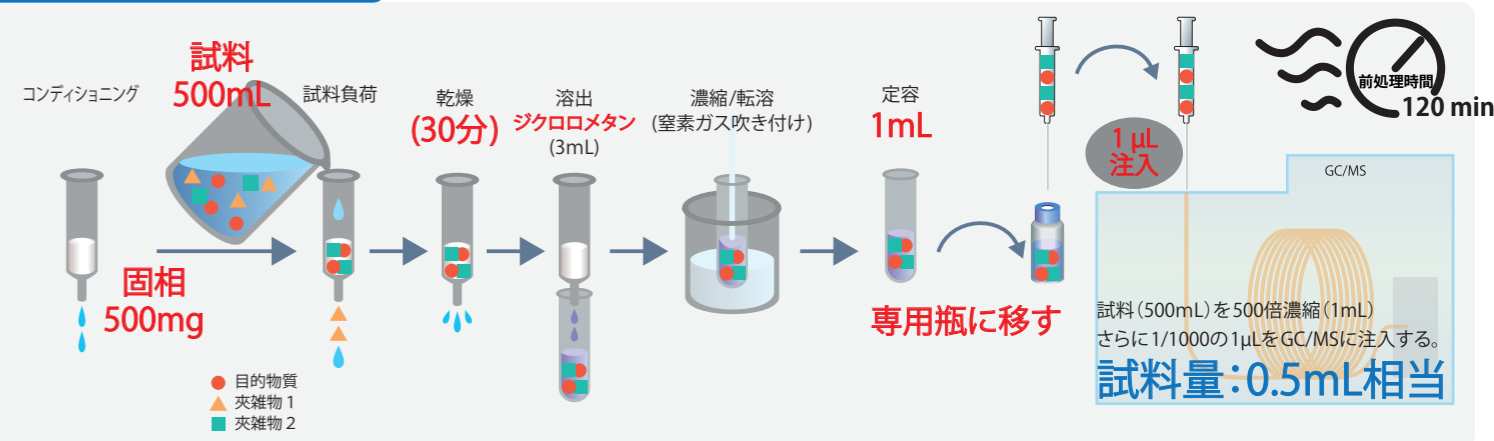 コンディショニング
試料
500mL
固相
500mg
試料負荷
乾燥
(30分)
溶出
ジクロロメタン
(3mL)
濃縮/転溶
(窒素ガス吹き付け)
定容
1mL
専用瓶に移す
1 µL
注入
前処理時間
120 min
GC/MS
試料(500mL)を500倍濃縮(1mL)
さらに1/1000の1µLをGC/MSに注入する。
試料量:0.5mL相当
目的物質
夾雑物 1
夾雑物 2